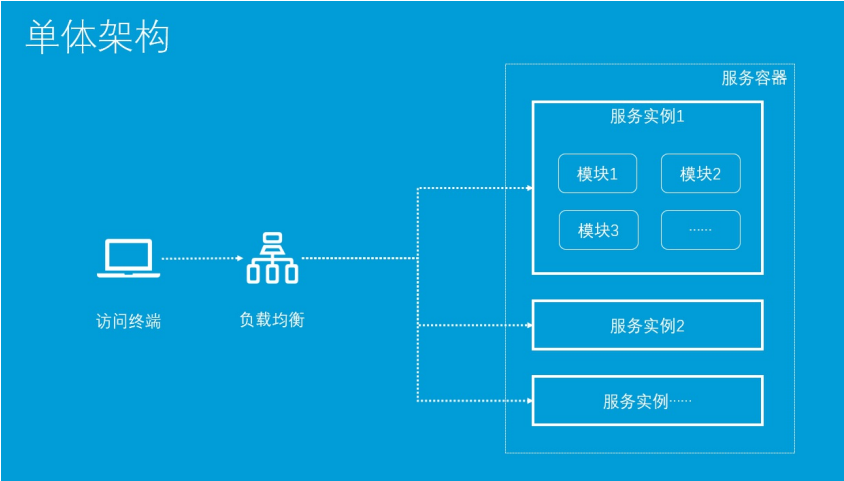 单体架构
服务容器
服务实例1
模块1
模块2
模块3
……
访问终端
负载均衡
服务实例2
服务实例……